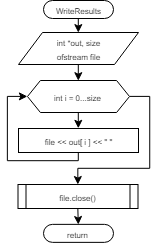 WriteResults
int *out, size
ofstream file
int i = 0...size
file << out[ i ] << " "
file.close()
return